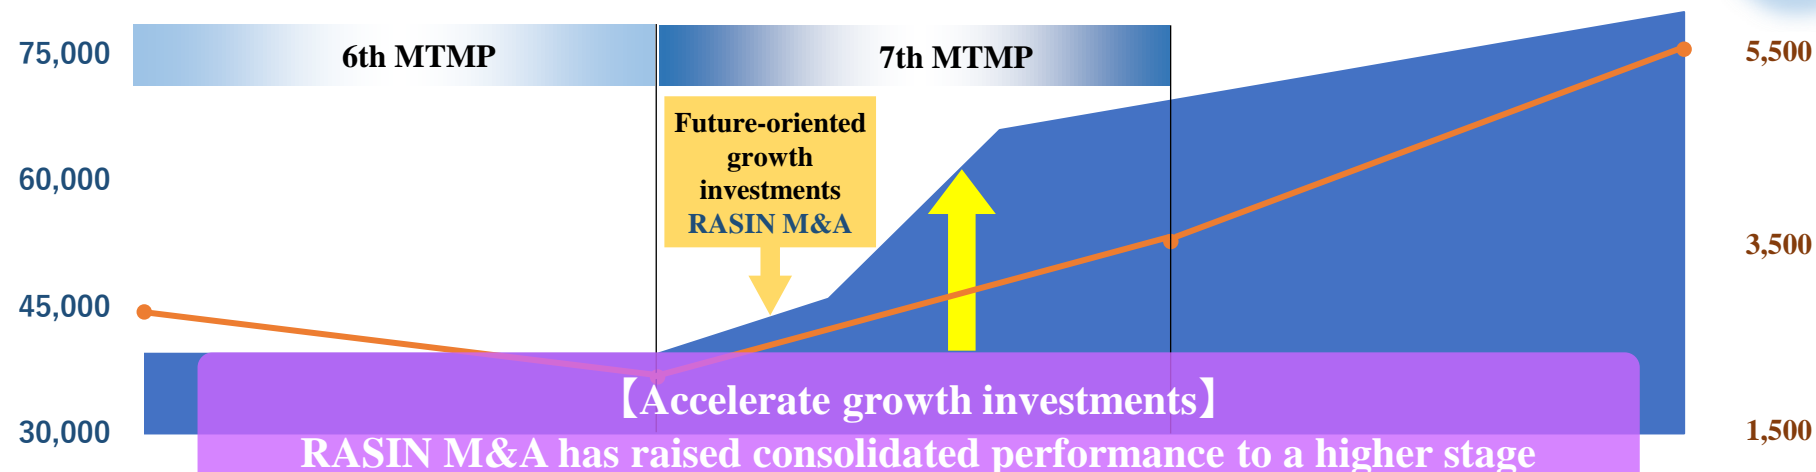 75,000
60,000
45,000
30,000
6th MTMP
7th MTMP
Future-oriented
growth
investments
RASIN M&A
5,500
3,500
1,500
【Accelerate growth investments】
RASIN M&A has raised consolidated performance to a higher stage